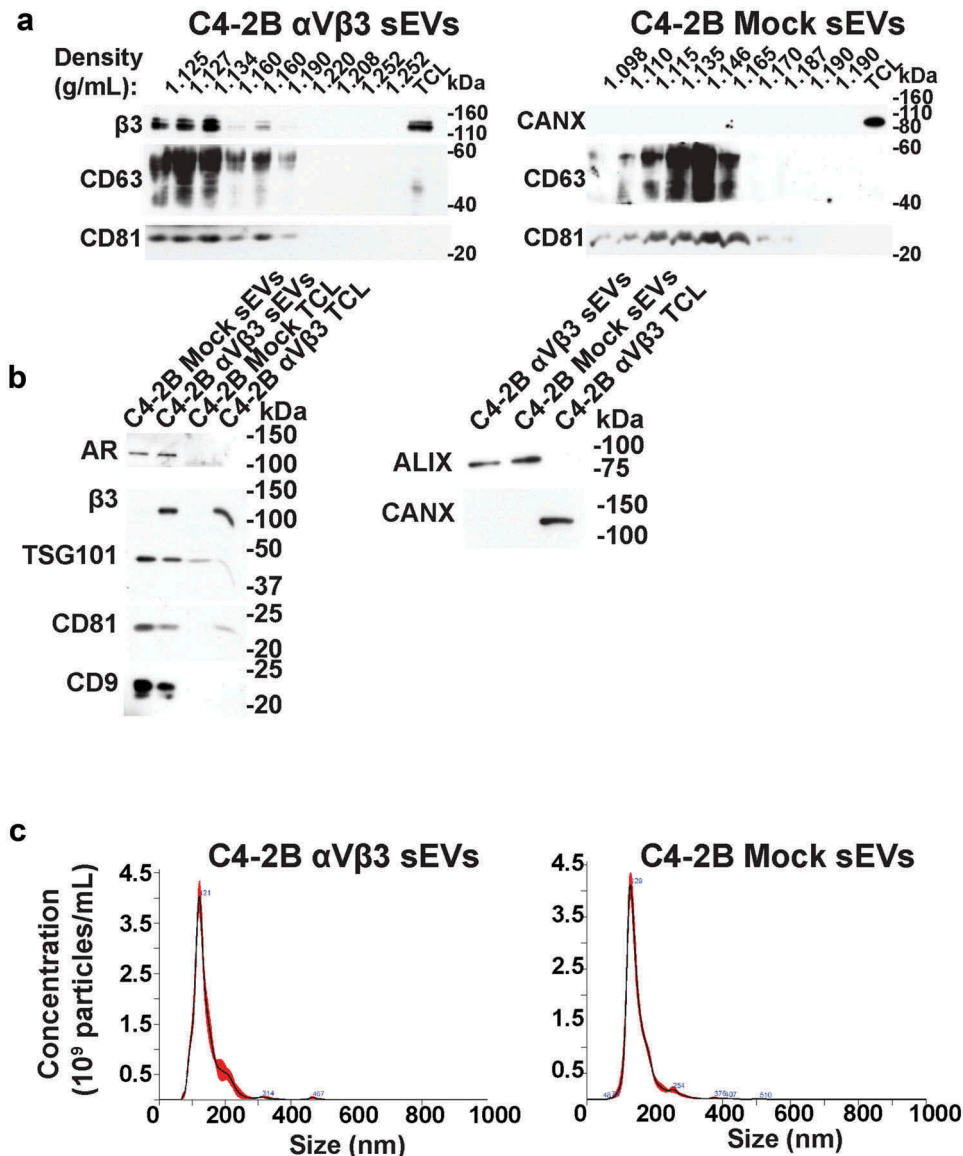 a
C4-2B αVβ3 sEVs
Density
(g/mL):
1.125
1.127
1.134
1.160
1.160
1.190
1.220
1.208
1.252
1.252
TCL
kDa
β3
-160
-110
CD63
-60
-40
CD81
-20
C4-2B Mock sEVs
1.098
1.110
1.115
1.135
1.146
1.165
1.170
1.187
1.190
1.190
TCL
kDa
CANX
-160
-110
-80
CD63
-60
-40
CD81
-20
b
C4-2B Mock sEVs
C4-2B αVβ3 sEVs
C4-2B Mock TCL
C4-2B αVβ3 TCL
kDa
AR
-150
-100
β3
-150
-100
TSG101
-50
-37
CD81
-25
-20
CD9
-25
-20
C4-2B αVβ3 sEVs
C4-2B Mock sEVs
C4-2B αVβ3 TCL
kDa
ALIX
-100
-75
CANX
-150
-100
c
C4-2B αVβ3 sEVs
Concentration
(10⁹ particles/mL)
4.5
3.5
2.5
1.5
0.5
0 200 400 600 800 1000
Size (nm)
314
467
C4-2B Mock sEVs
4.5
3.5
2.5
1.5
0.5
0 200 400 600 800 1000
Size (nm)
254
510